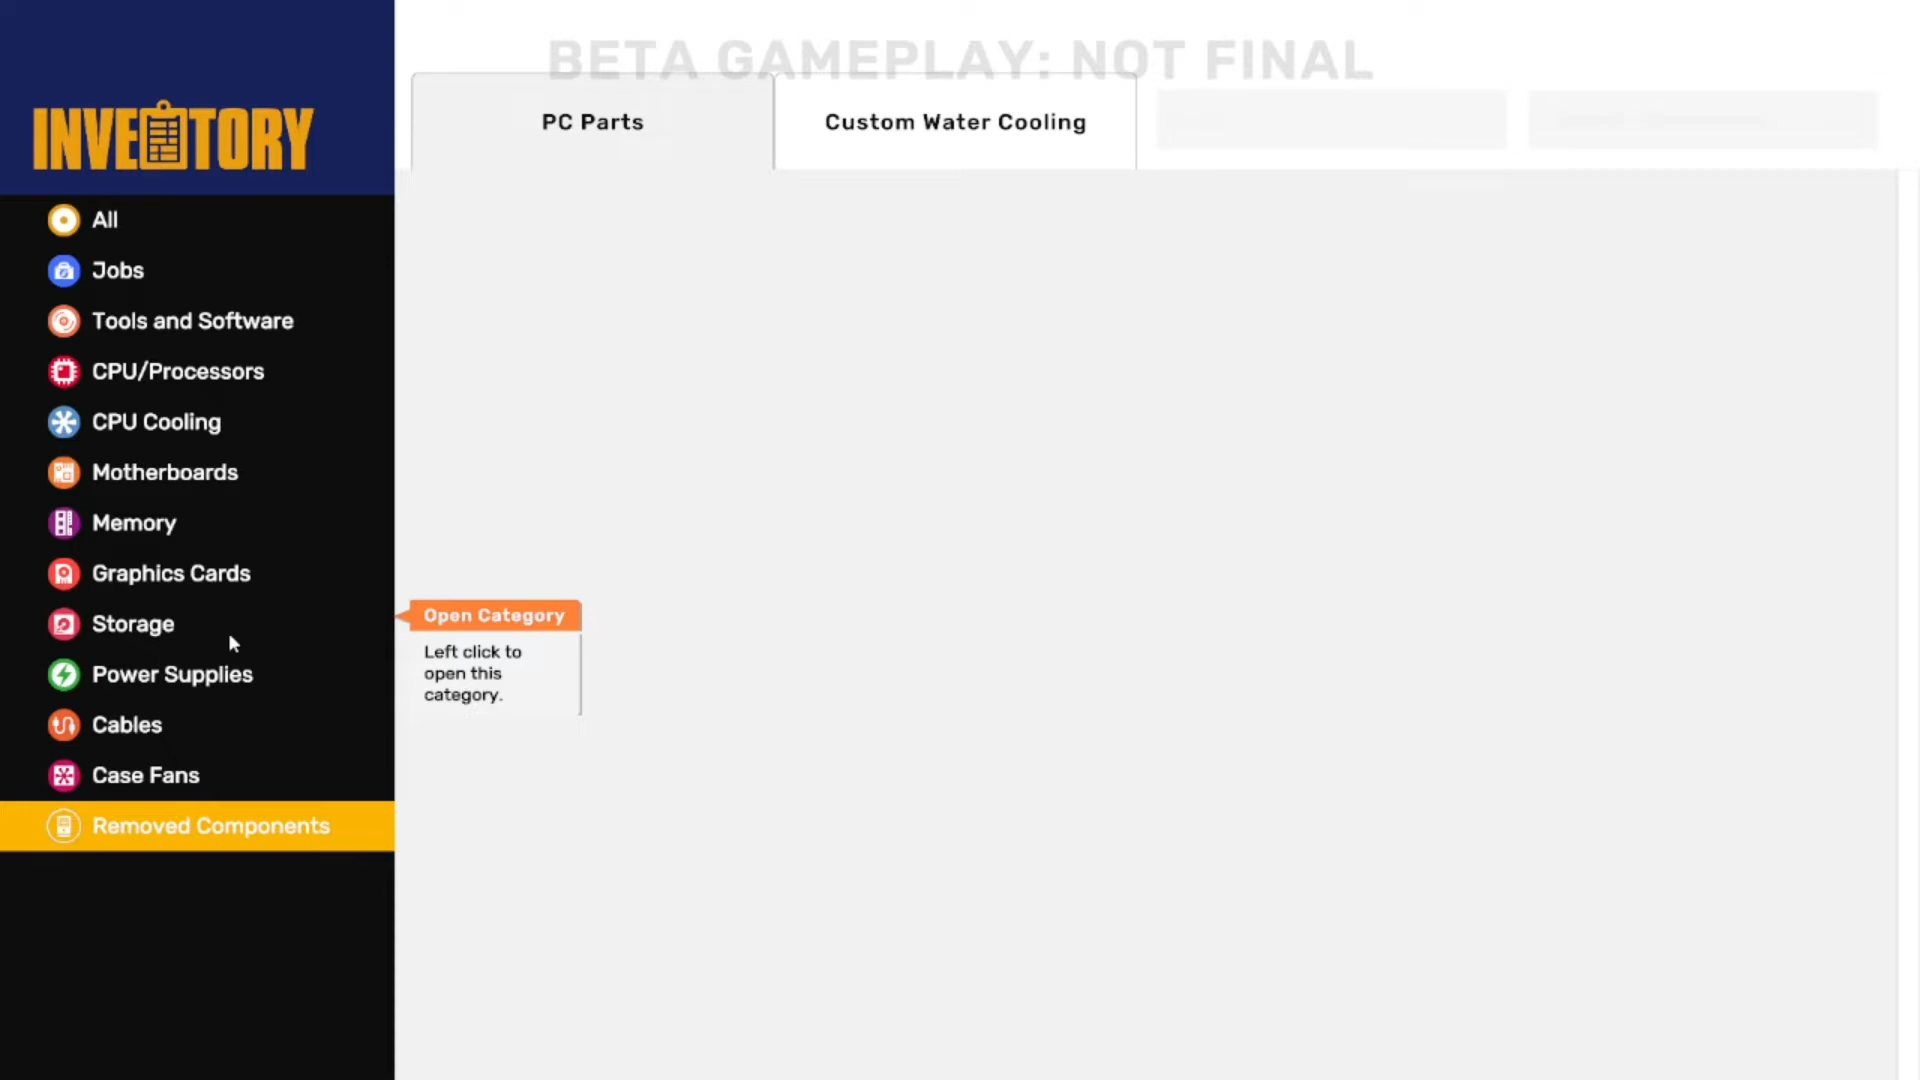 BETA GAMEPLAY: NOT FINAL
INVENTORY
PC Parts
Custom Water Cooling
All
Jobs
Tools and Software
CPU/Processors
CPU Cooling
Motherboards
Memory
Graphics Cards
Storage
Power Supplies
Cables
Case Fans
Removed Components
Open Category
Left click to
open this
category.